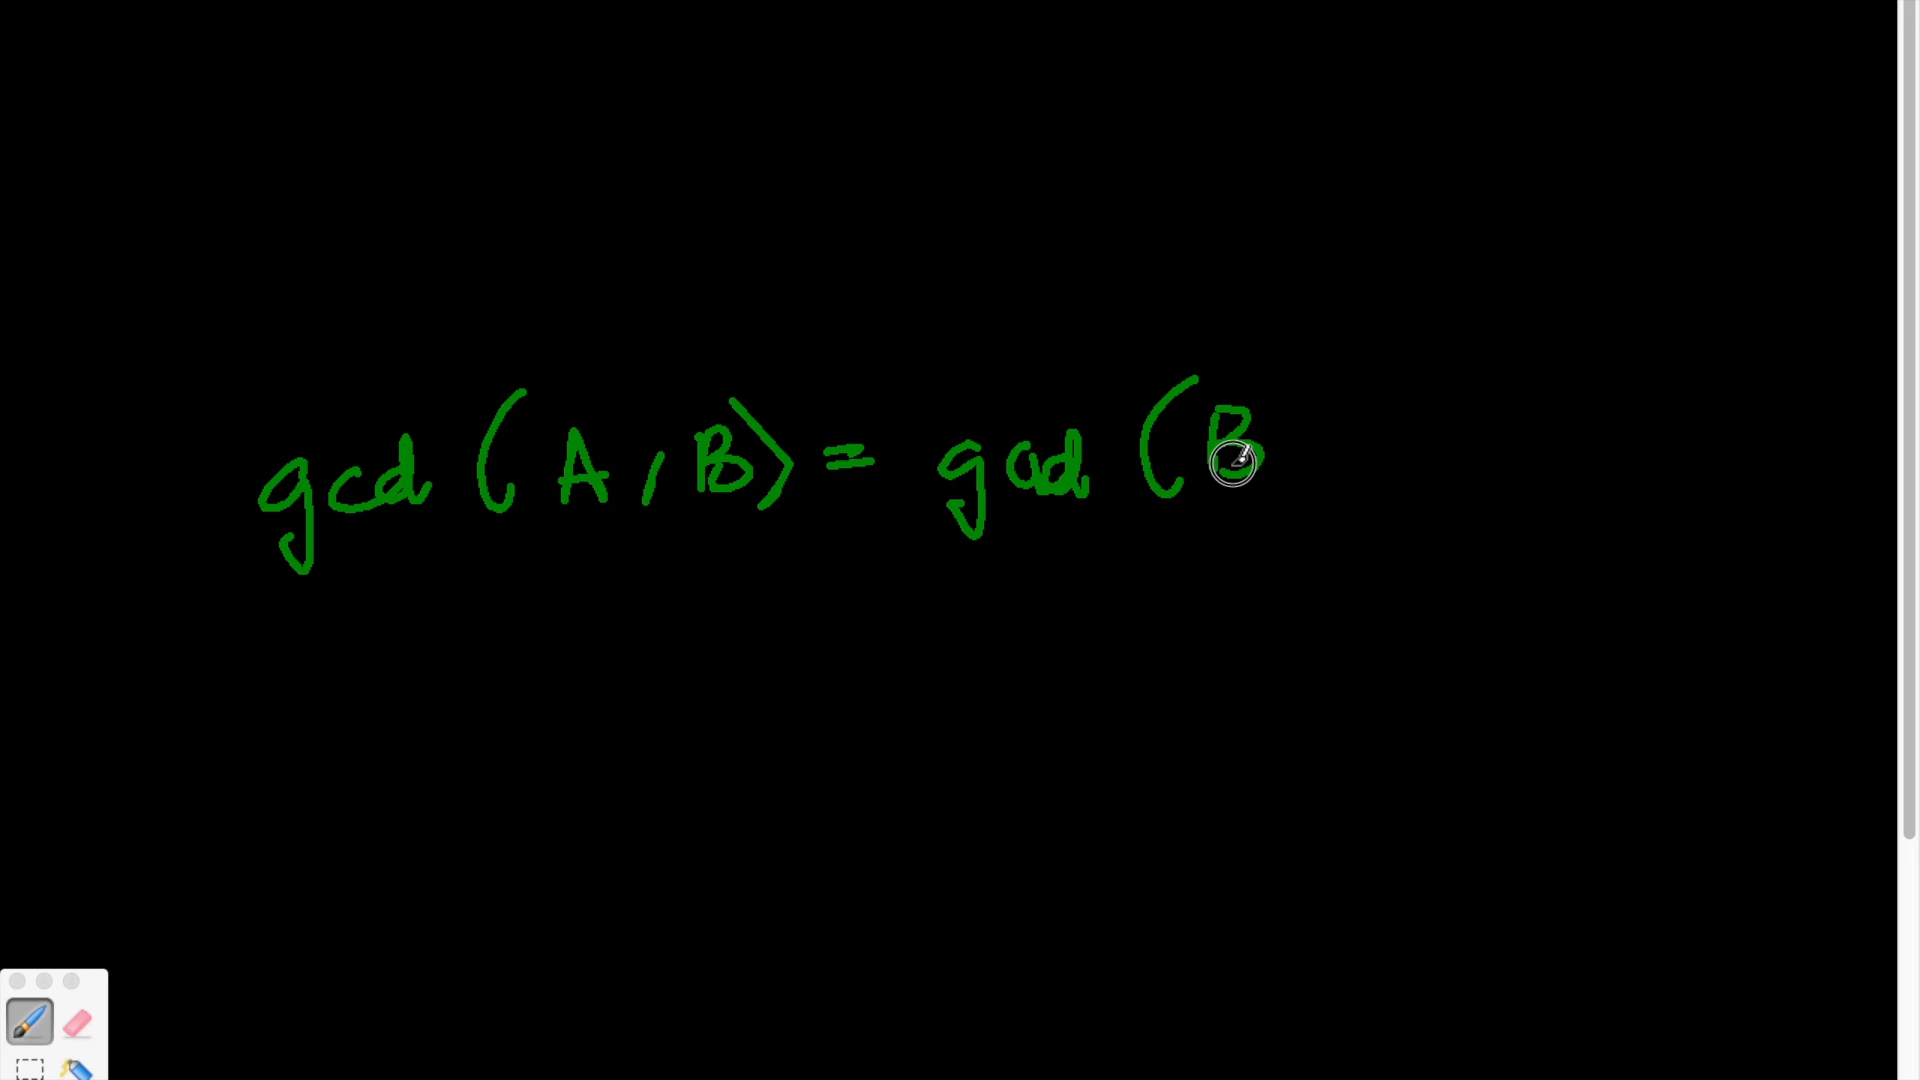 gcd (A, B) = gcd (B